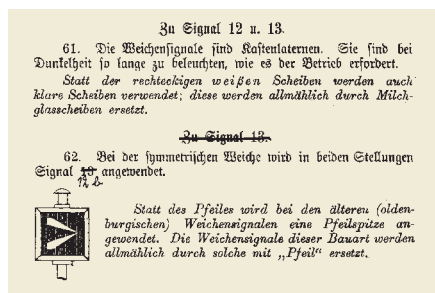 Zu Signal 12 u. 13.
61. Die Weichensignale sind Kastenlaternen. Sie sind bei
Dunkelheit so lange zu beleuchten, wie es der Betrieb erfordert.
Statt der rechteckigen weißen Scheiben werden auch
klare Scheiben verwendet; diese werden allmählich durch Milch-
glasscheiben ersetzt.
Zu Signal 13.
62. Bei der symmetrischen Weiche wird in beiden Stellungen
Signal 13 angewendet.
12 b.
Statt des Pfeiles wird bei den älteren (olden-
burgischen) Weichensignalen eine Pfeilspitze an-
gewendet. Die Weichensignale dieser Bauart werden
allmählich durch solche mit „Pfeil" ersetzt.